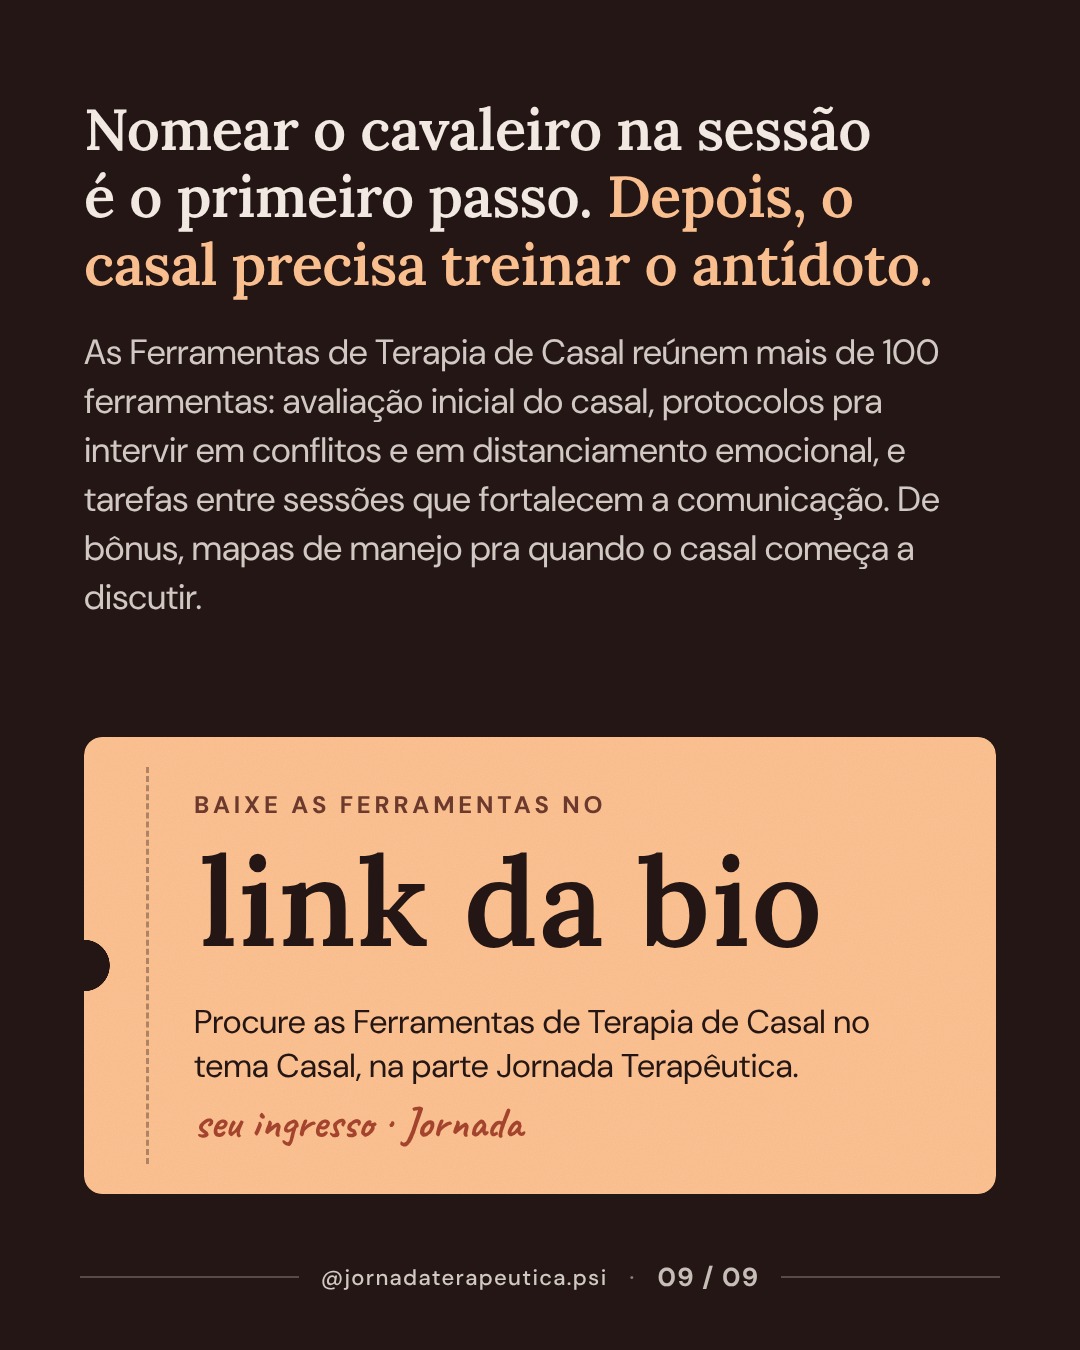 Nomear o cavaleiro na sessão
é o primeiro passo. Depois, o
casal precisa treinar o antídoto.
As Ferramentas de Terapia de Casal reúnem mais de 100
ferramentas: avaliação inicial do casal, protocolos pra
intervir em conflitos e em distanciamento emocional, e
tarefas entre sessões que fortalecem a comunicação. De
bônus, mapas de manejo pra quando o casal começa a
discutir.
BAIXE AS FERRAMENTAS NO
link da bio
Procure as Ferramentas de Terapia de Casal no
tema Casal, na parte Jornada Terapêutica.
seu ingresso · Jornada
@jornadaterapeutica.psi · 09 / 09